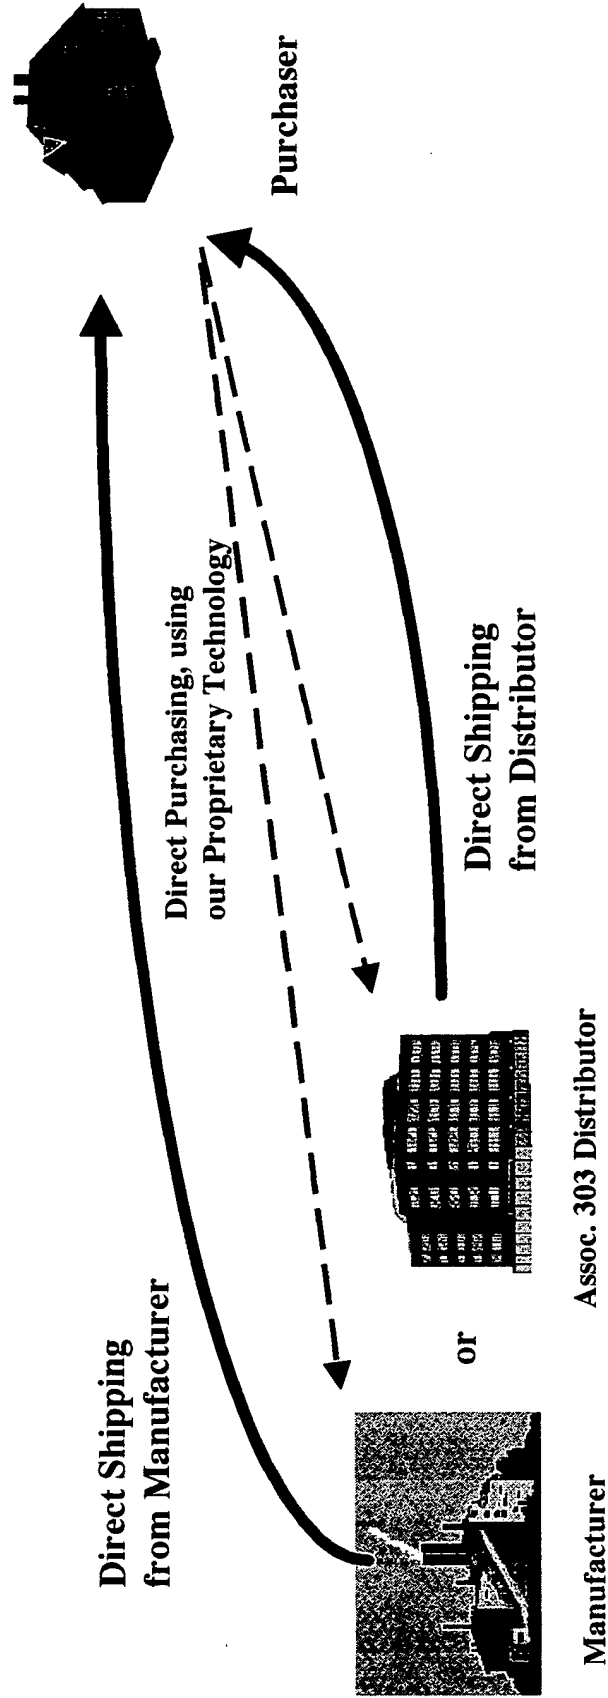 Direct Shipping
from Manufacturer
Direct Purchasing, using
our Proprietary Technology
Purchaser
Direct Shipping
from Distributor
or
Manufacturer
Assoc. 303 Distributor